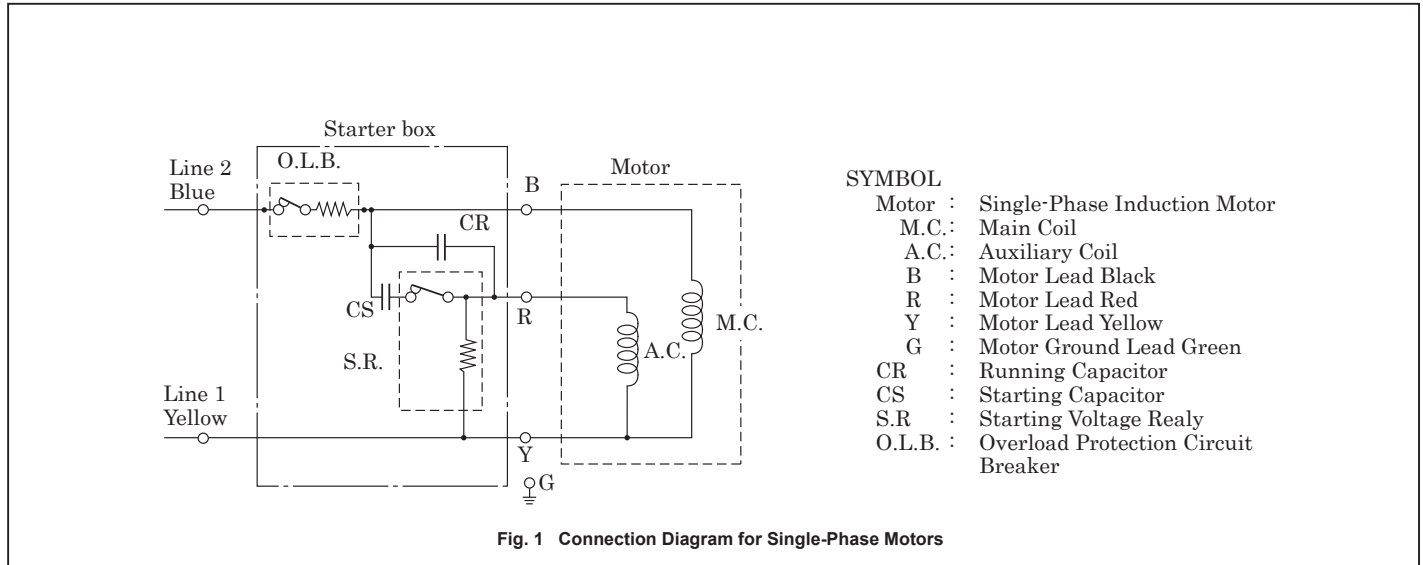 Starter box
O.L.B.
Line 2
Blue
B
Motor
CR
CS
R
M.C.
A.C.
S.R.
Line 1
Yellow
Y
G
SYMBOL
Motor : Single-Phase Induction Motor
M.C. : Main Coil
A.C. : Auxiliary Coil
B : Motor Lead Black
R : Motor Lead Red
Y : Motor Lead Yellow
G : Motor Ground Lead Green
CR : Running Capacitor
CS : Starting Capacitor
S.R : Starting Voltage Realy
O.L.B. : Overload Protection Circuit
Breaker
Fig. 1 Connection Diagram for Single-Phase Motors